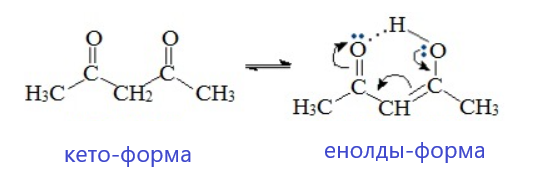 H
O O O O
H3C CH2 CH3 H3C CH CH3
кето-форма енолды-форма